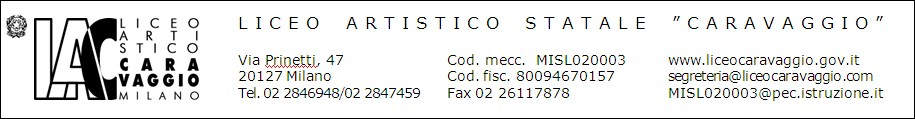 LICEO
ARTI
STICO
CARA
VAGGIO
MILANO
LAC
LICEO ARTISTICO STATALE "CARAVAGGIO"
Via Prinetti, 47 Cod. mecc. MISL020003 www.liceocaravaggio.gov.it
20127 Milano Cod. fisc. 80094670157 segreteria@liceocaravaggio.com
Tel. 02 2846948/02 2847459 Fax 02 26117878 MISL020003@pec.istruzione.it